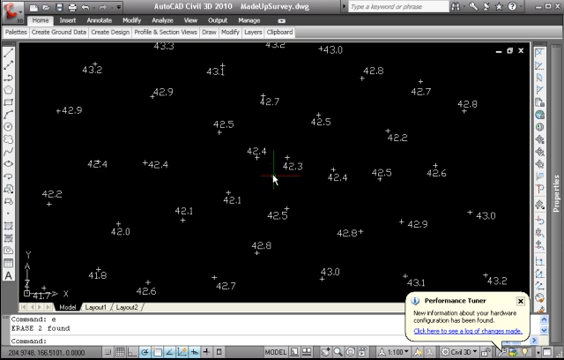 AutoCAD Civil 3D 2010 MadeUpSurvey.dwg
Type a keyword or phrase
Home Insert Annotate Modify Analyze View Output Manage
Palettes Create Ground Data Create Design Profile & Section Views Draw Modify Layers Clipboard
43.3 43.2 43.0
43.2 43.1 42.8
42.9 42.7 42.7
42.9 42.8
42.5 42.5
42.2
42.4 42.3
42.4 42.4 42.4 42.5 42.6
42.2 42.1
42.1 42.5 43.0
42.0 42.8 42.9
42.8
41.8 43.0
42.6 42.7 43.1 43.2
41.7
Y
Z
X
Model Layout1 Layout2
Command: e
ERASE 2 found
Command:
204.9748, 166.5101, 0.0000
MODEL
1:100
Civil 3D
Performance Tuner
New information about your hardware
configuration has been found.
Click here to see a log of changes made.
Properties